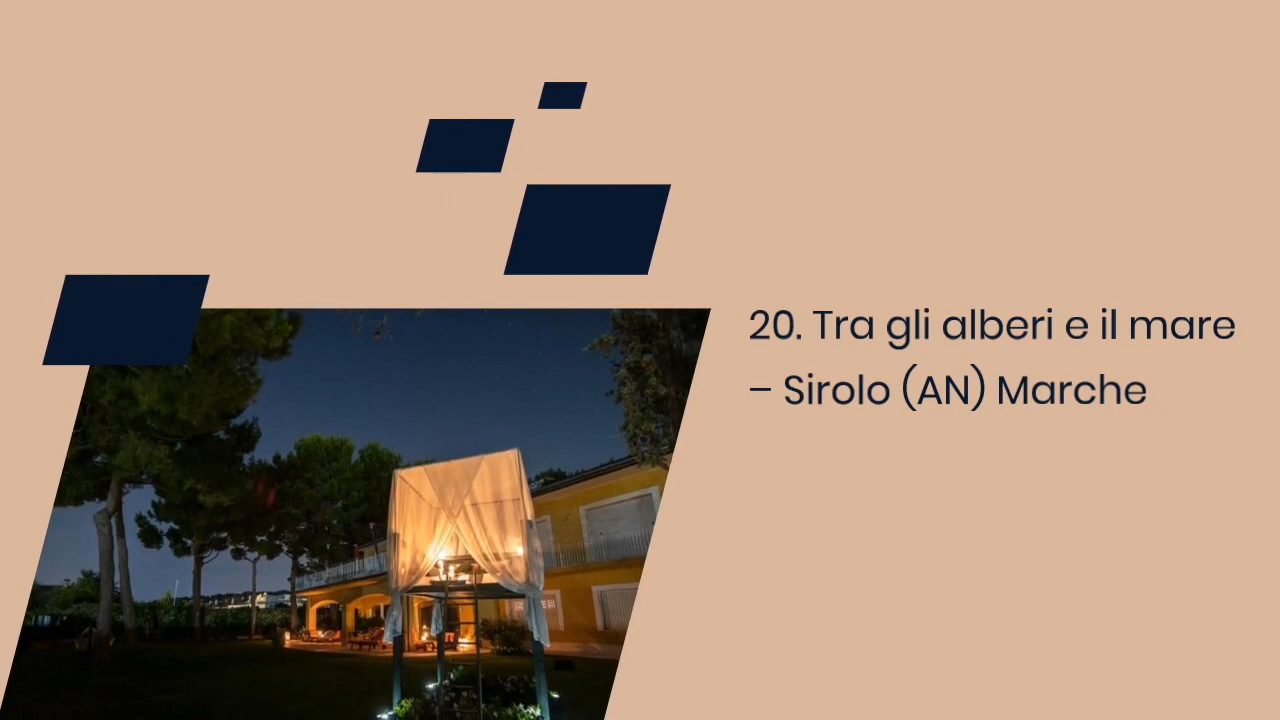 20. Tra gli alberi e il mare
– Sirolo (AN) Marche